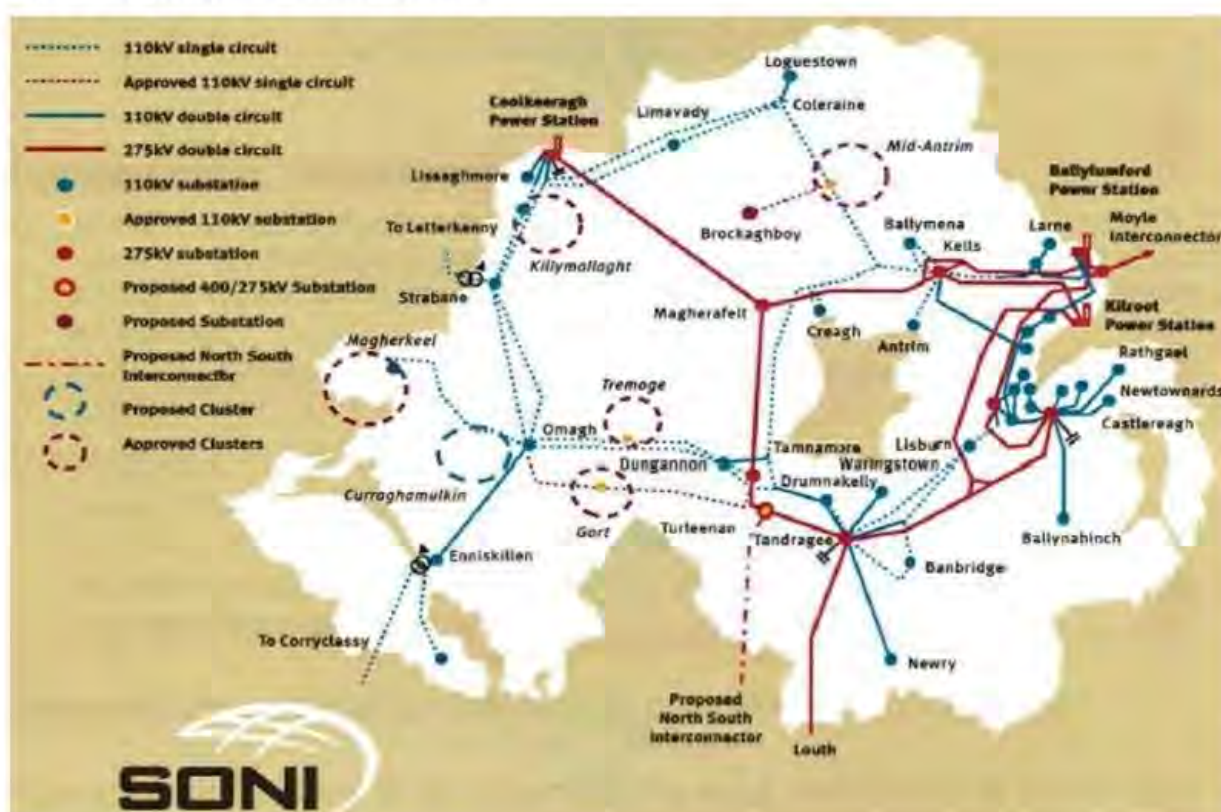 110kV single circuit
Approved 110kV single circuit
110kV double circuit
275kV double circuit
110kV substation
Approved 110kV substation
275kV substation
Proposed 400/275kV Substation
Proposed Substation
Proposed North South
Interconnector
Proposed Cluster
Approved Clusters
Loguestown
Coleraine
Limavady
Coolkeeragh
Power Station
Lissaghmore
To Letterkenny
Killymallaght
Strabane
Mid-Antrim
Brockaghboy
Ballylumford
Power Station
Moyle
Interconnector
Ballymena
Larne
Kells
Magherafelt
Creagh
Antrim
Kilroot
Power Station
Rathgael
Newtownards
Castlereagh
Magherkeel
Tremoge
Omagh
Dungannon
Tamnamore
Lisburn
Waringstown
Drumnakelly
Curraghamulkin
Gort
Turleenan
Tandragee
Ballynahinch
Banbridge
Enniskillen
To Corryclassy
Newry
Proposed
North South
Interconnector
Louth
SONI